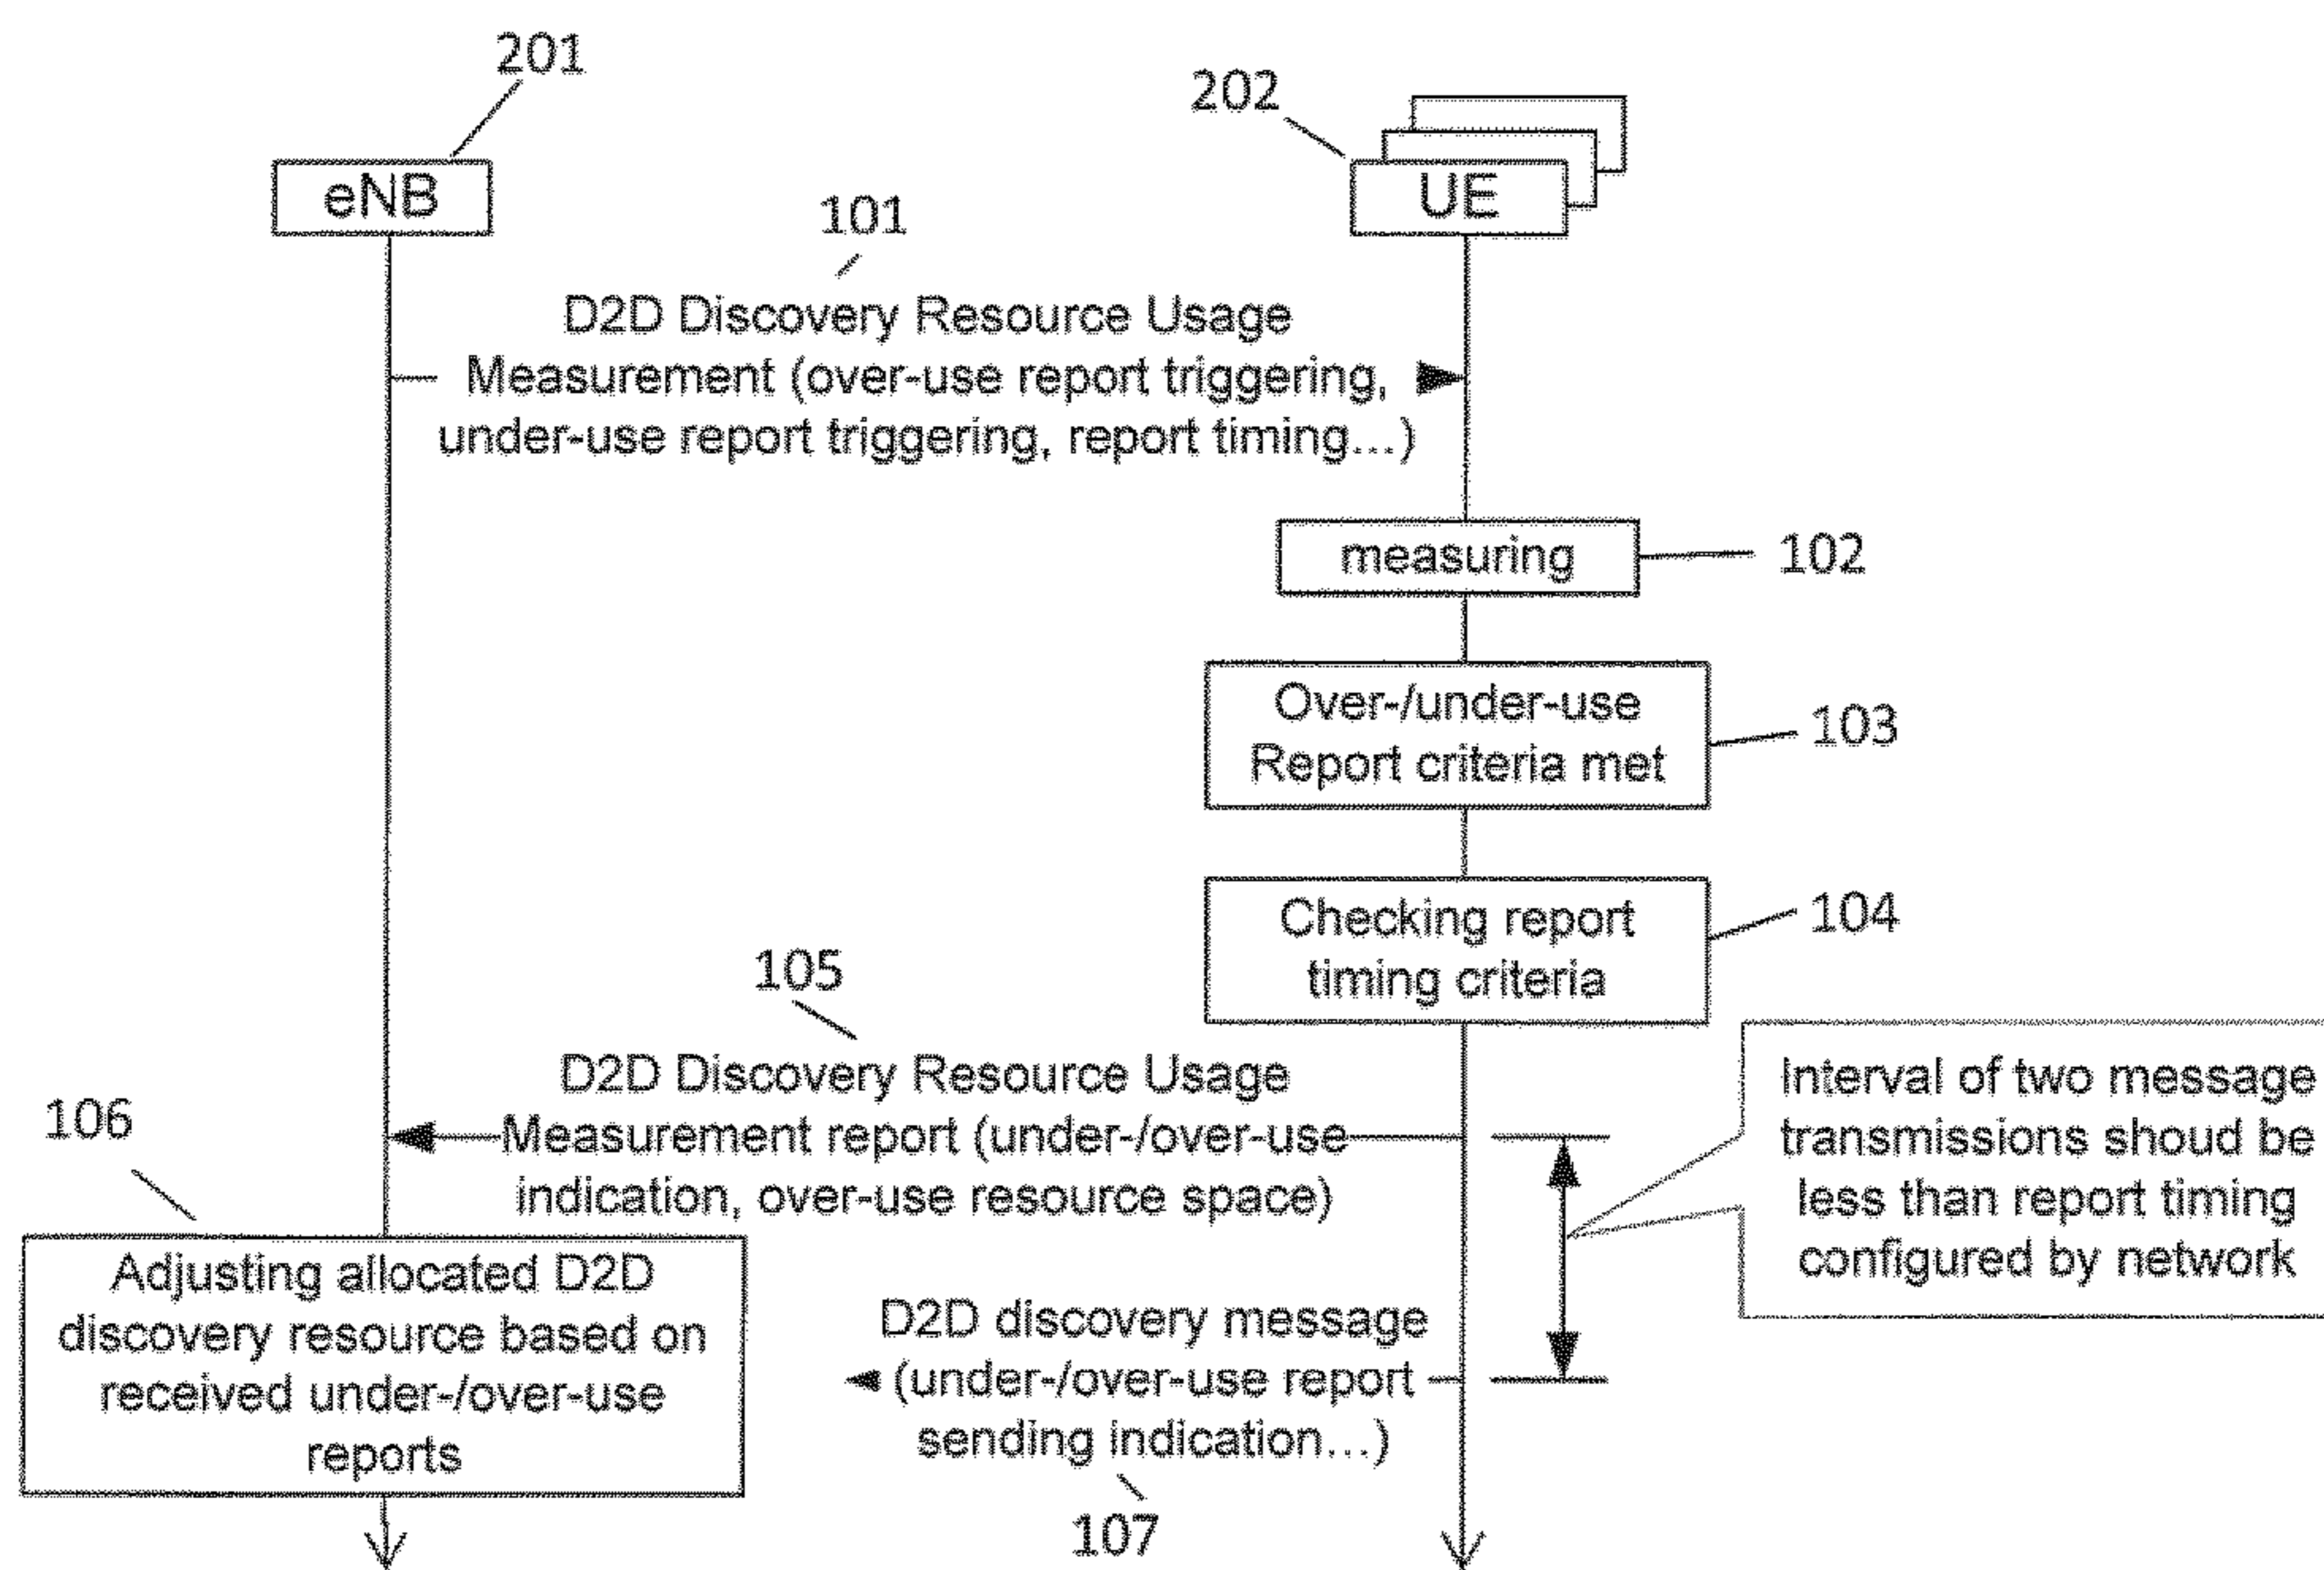 201
202
eNB
UE
101
D2D Discovery Resource Usage
Measurement (over-use report triggering,
under-use report triggering, report timing...)
measuring
102
Over-/under-use
Report criteria met
103
Checking report
timing criteria
104
105
D2D Discovery Resource Usage
Measurement report (under-/over-use
indication, over-use resource space)
Interval of two message
transmissions shoud be
less than report timing
configured by network
106
Adjusting allocated D2D
discovery resource based on
received under-/over-use
reports
D2D discovery message
(under-/over-use report
sending indication...)
107